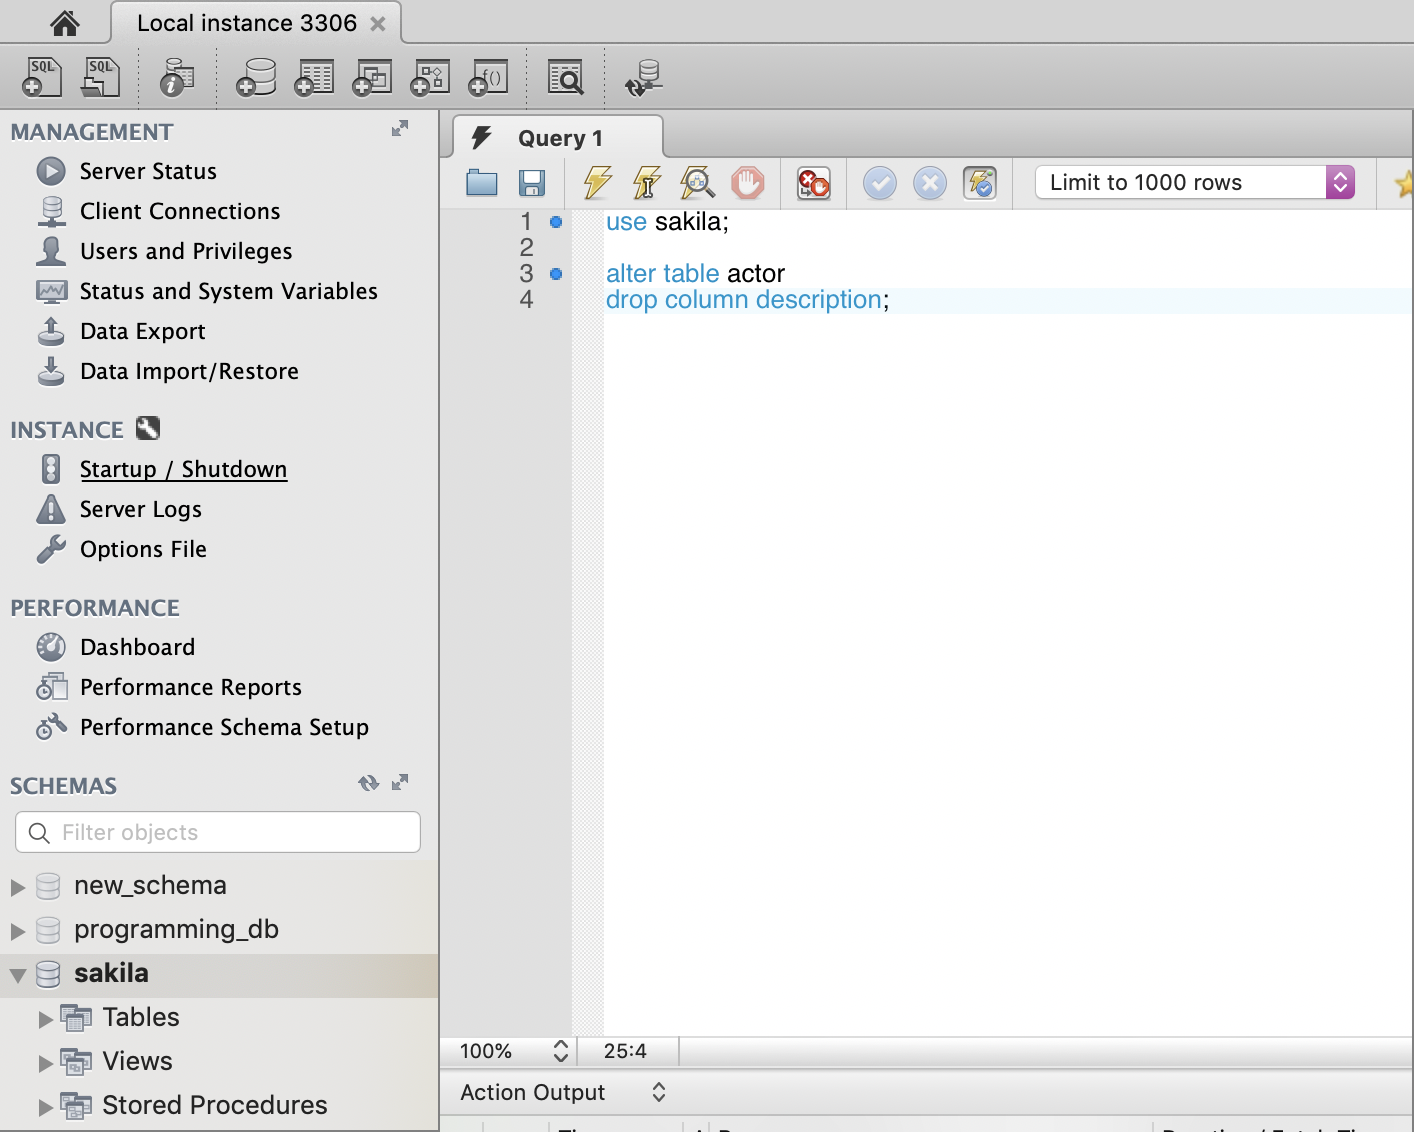 Local instance 3306
SQL
SQL
f()
MANAGEMENT
Server Status
Client Connections
Users and Privileges
Status and System Variables
Data Export
Data Import/Restore
INSTANCE
Startup / Shutdown
Server Logs
Options File
PERFORMANCE
Dashboard
Performance Reports
Performance Schema Setup
SCHEMAS
Filter objects
new_schema
programming_db
sakila
Tables
Views
Stored Procedures
Query 1
Limit to 1000 rows
1 use sakila;
2
3 alter table actor
4 drop column description;
100% 25:4
Action Output